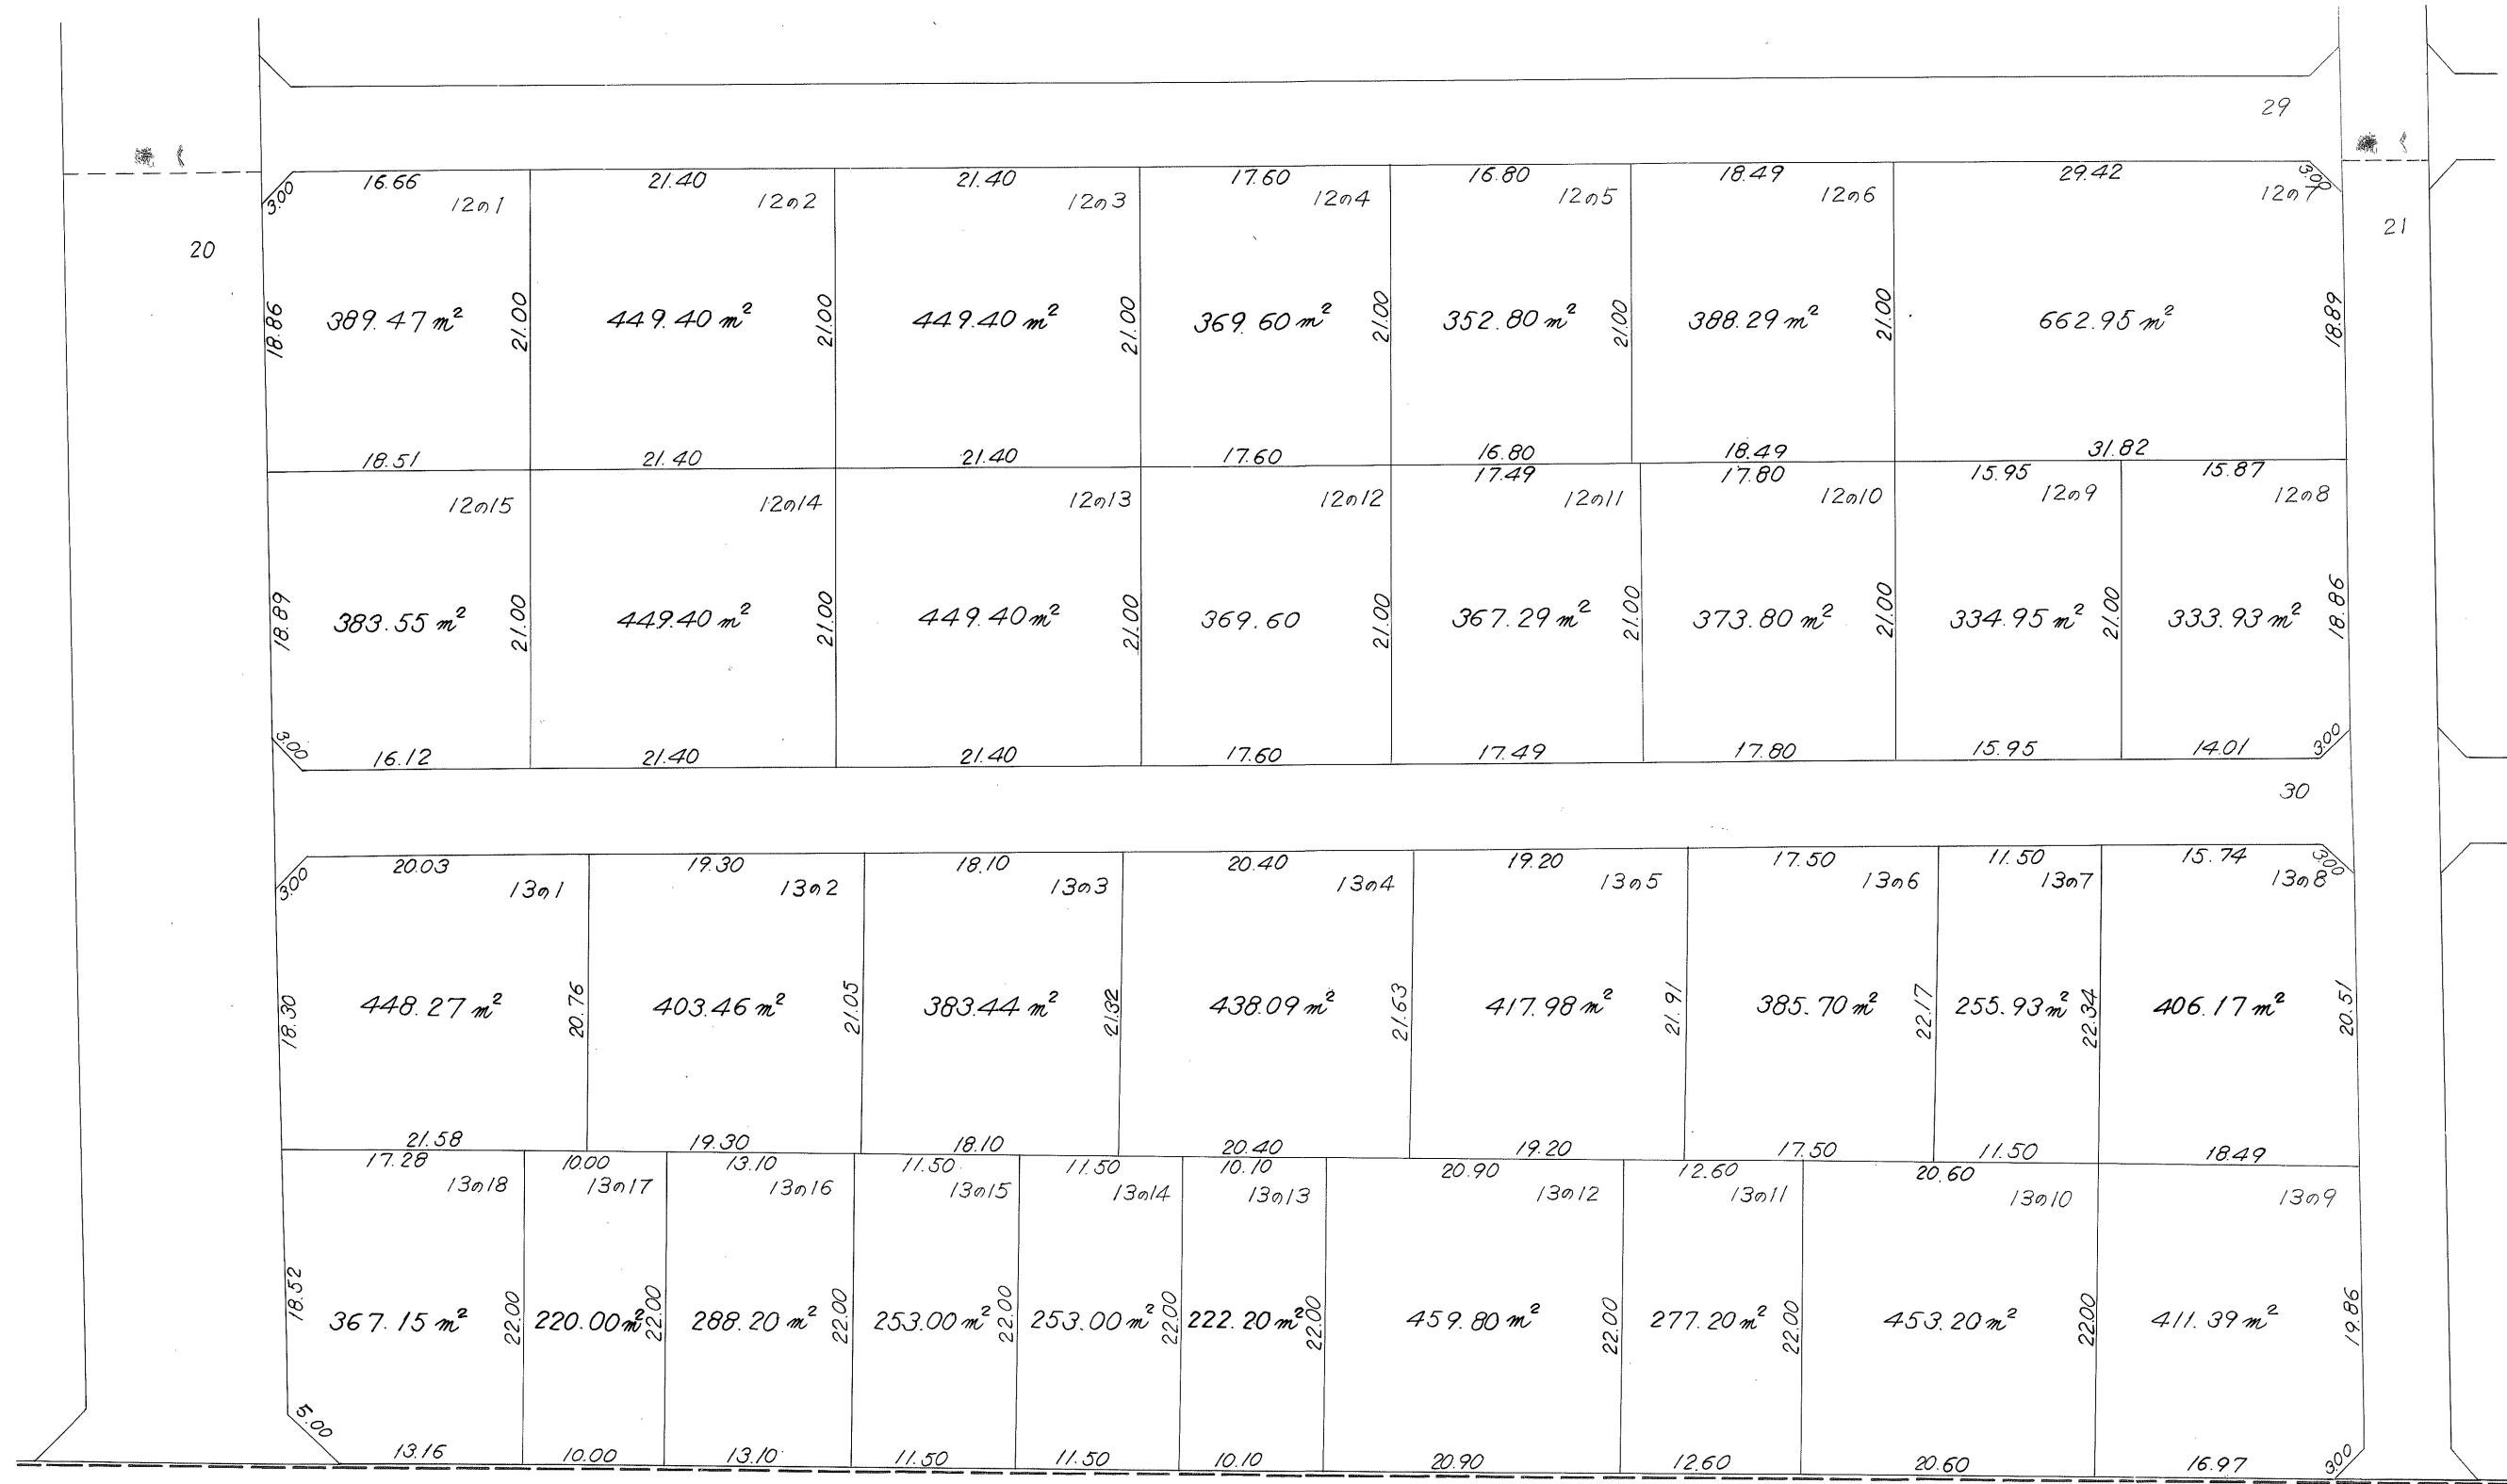 29
16.66 21.40 21.40 17.60 16.80 18.49 29.42
3.00 12の1 12の2 12の3 12の4 12の5 12の6 12の7 3.00
20 21
18.86 389.47m² 21.00 449.40m² 21.00 449.40m² 21.00 369.60m² 21.00 352.80m² 21.00 388.29m² 21.00 662.95m² 18.89
18.51 21.40 21.40 17.60 16.80 18.49 31.82
17.49 17.80 15.95 15.87
12の15 12の14 12の13 12の12 12の11 12の10 12の9 12の8
18.89 383.55m² 21.00 449.40m² 21.00 449.40m² 21.00 369.60 21.00 367.29m² 21.00 373.80m² 21.00 334.95m² 21.00 333.93m² 18.86
3.00 16.12 21.40 21.40 17.60 17.49 17.80 15.95 14.01 3.00
30
20.03 19.30 18.10 20.40 19.20 17.50 11.50 15.74
3.00 13の1 13の2 13の3 13の4 13の5 13の6 13の7 13の8 3.00
18.30 448.27m² 20.76 403.46m² 21.05 383.44m² 21.32 438.09m² 21.63 417.98m² 21.91 385.70m² 22.17 255.93m² 22.34 406.17m² 20.51
21.58 19.30 18.10 20.40 19.20 17.50 11.50 18.49
17.28 10.00 13.10 11.50 11.50 10.10 20.90 12.60 20.60
13の18 13の17 13の16 13の15 13の14 13の13 13の12 13の11 13の10 13の9
18.52 367.15m² 22.00 220.00m² 22.00 288.20m² 22.00 253.00m² 22.00 253.00m² 22.00 222.20m² 22.00 459.80m² 22.00 277.20m² 22.00 453.20m² 22.00 411.39m² 19.86
5.00 13.16 10.00 13.10 11.50 11.50 10.10 20.90 12.60 20.60 16.97 3.00